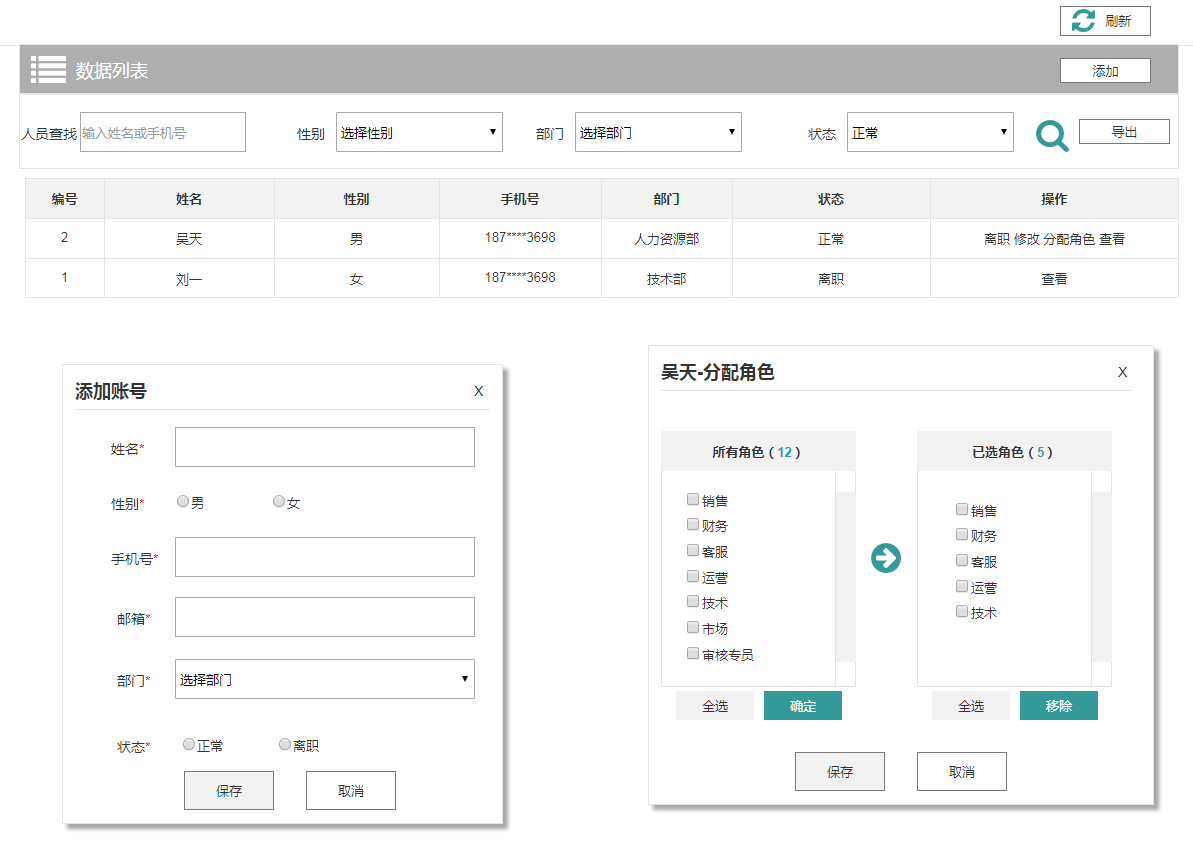 刷新
数据列表 添加
人员查找 输入姓名或手机号 性别 选择性别 部门 选择部门 状态 正常 导出
编号 姓名 性别 手机号 部门 状态 操作
2 吴天 男 187****3698 人力资源部 正常 离职 修改 分配角色 查看
1 刘一 女 187****3698 技术部 离职 查看
添加账号 X
姓名*
性别* 男 女
手机号*
邮箱*
部门* 选择部门
状态* 正常 离职
保存 取消
吴天-分配角色 X
所有角色 ( 12 )
销售
财务
客服
运营
技术
市场
审核专员
全选 确定
已选角色 ( 5 )
销售
财务
客服
运营
技术
全选 移除
保存 取消